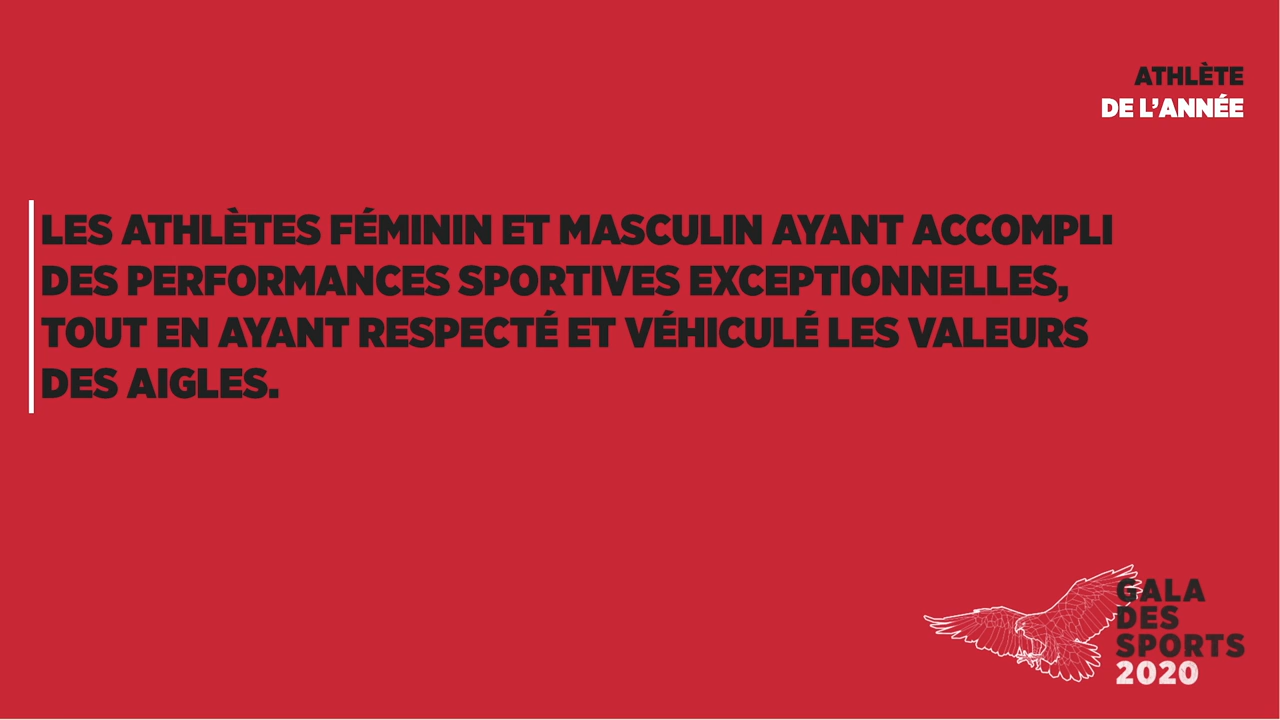 ATHLÈTE
DE L’ANNÉE
LES ATHLÈTES FÉMININ ET MASCULIN AYANT ACCOMPLI
DES PERFORMANCES SPORTIVES EXCEPTIONNELLES,
TOUT EN AYANT RESPECTÉ ET VÉHICULÉ LES VALEURS
DES AIGLES.
GALA
DES
SPORTS
2020